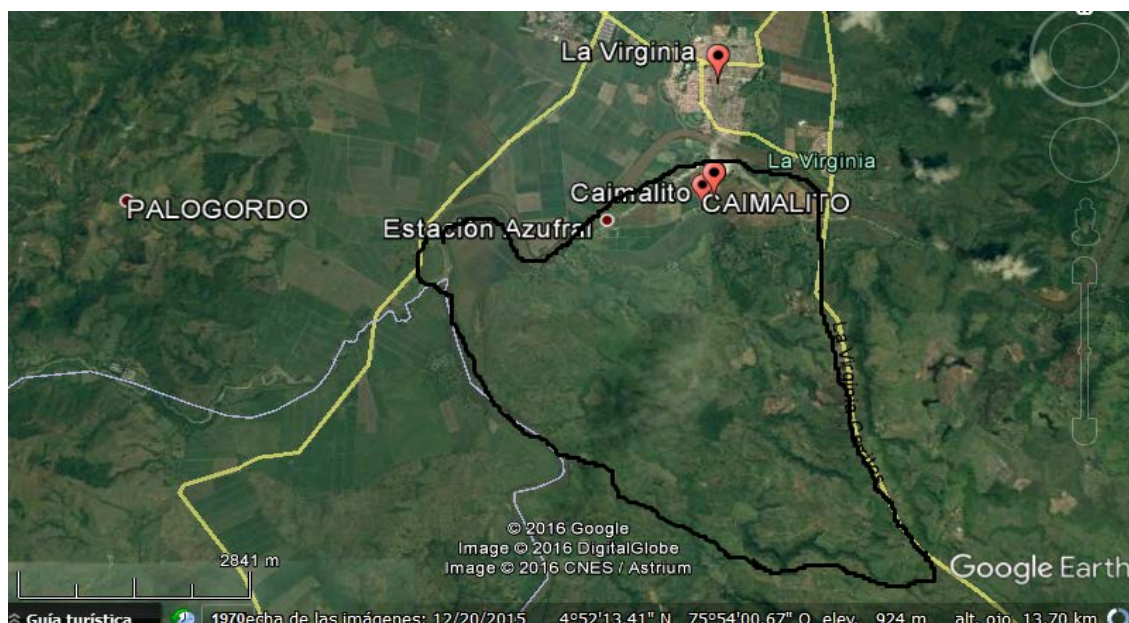 La Virginia
La Virginia
Caimalito
CAIMALITO
PALOGORDO
Estación Azufral
© 2016 Google
Image © 2016 DigitalGlobe
Image © 2016 CNES / Astrium
Google Earth
2841 m
Guía turística
1970
echa de las imágenes: 12/20/2015 4°52'13.41" N 75°54'00.67" O elev. 924 m alt. ojo 13.70 km